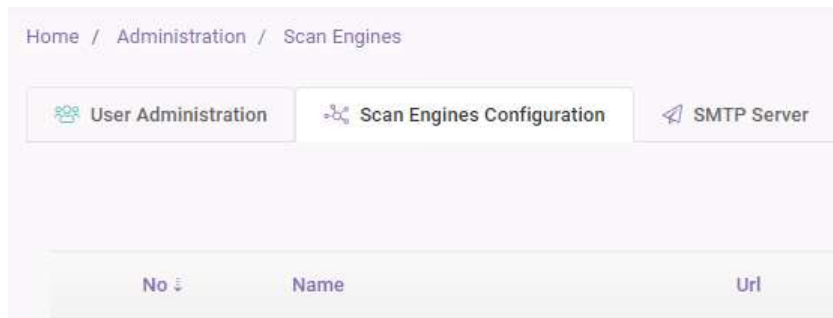 Home / Administration / Scan Engines
User Administration Scan Engines Configuration SMTP Server
No Name Url